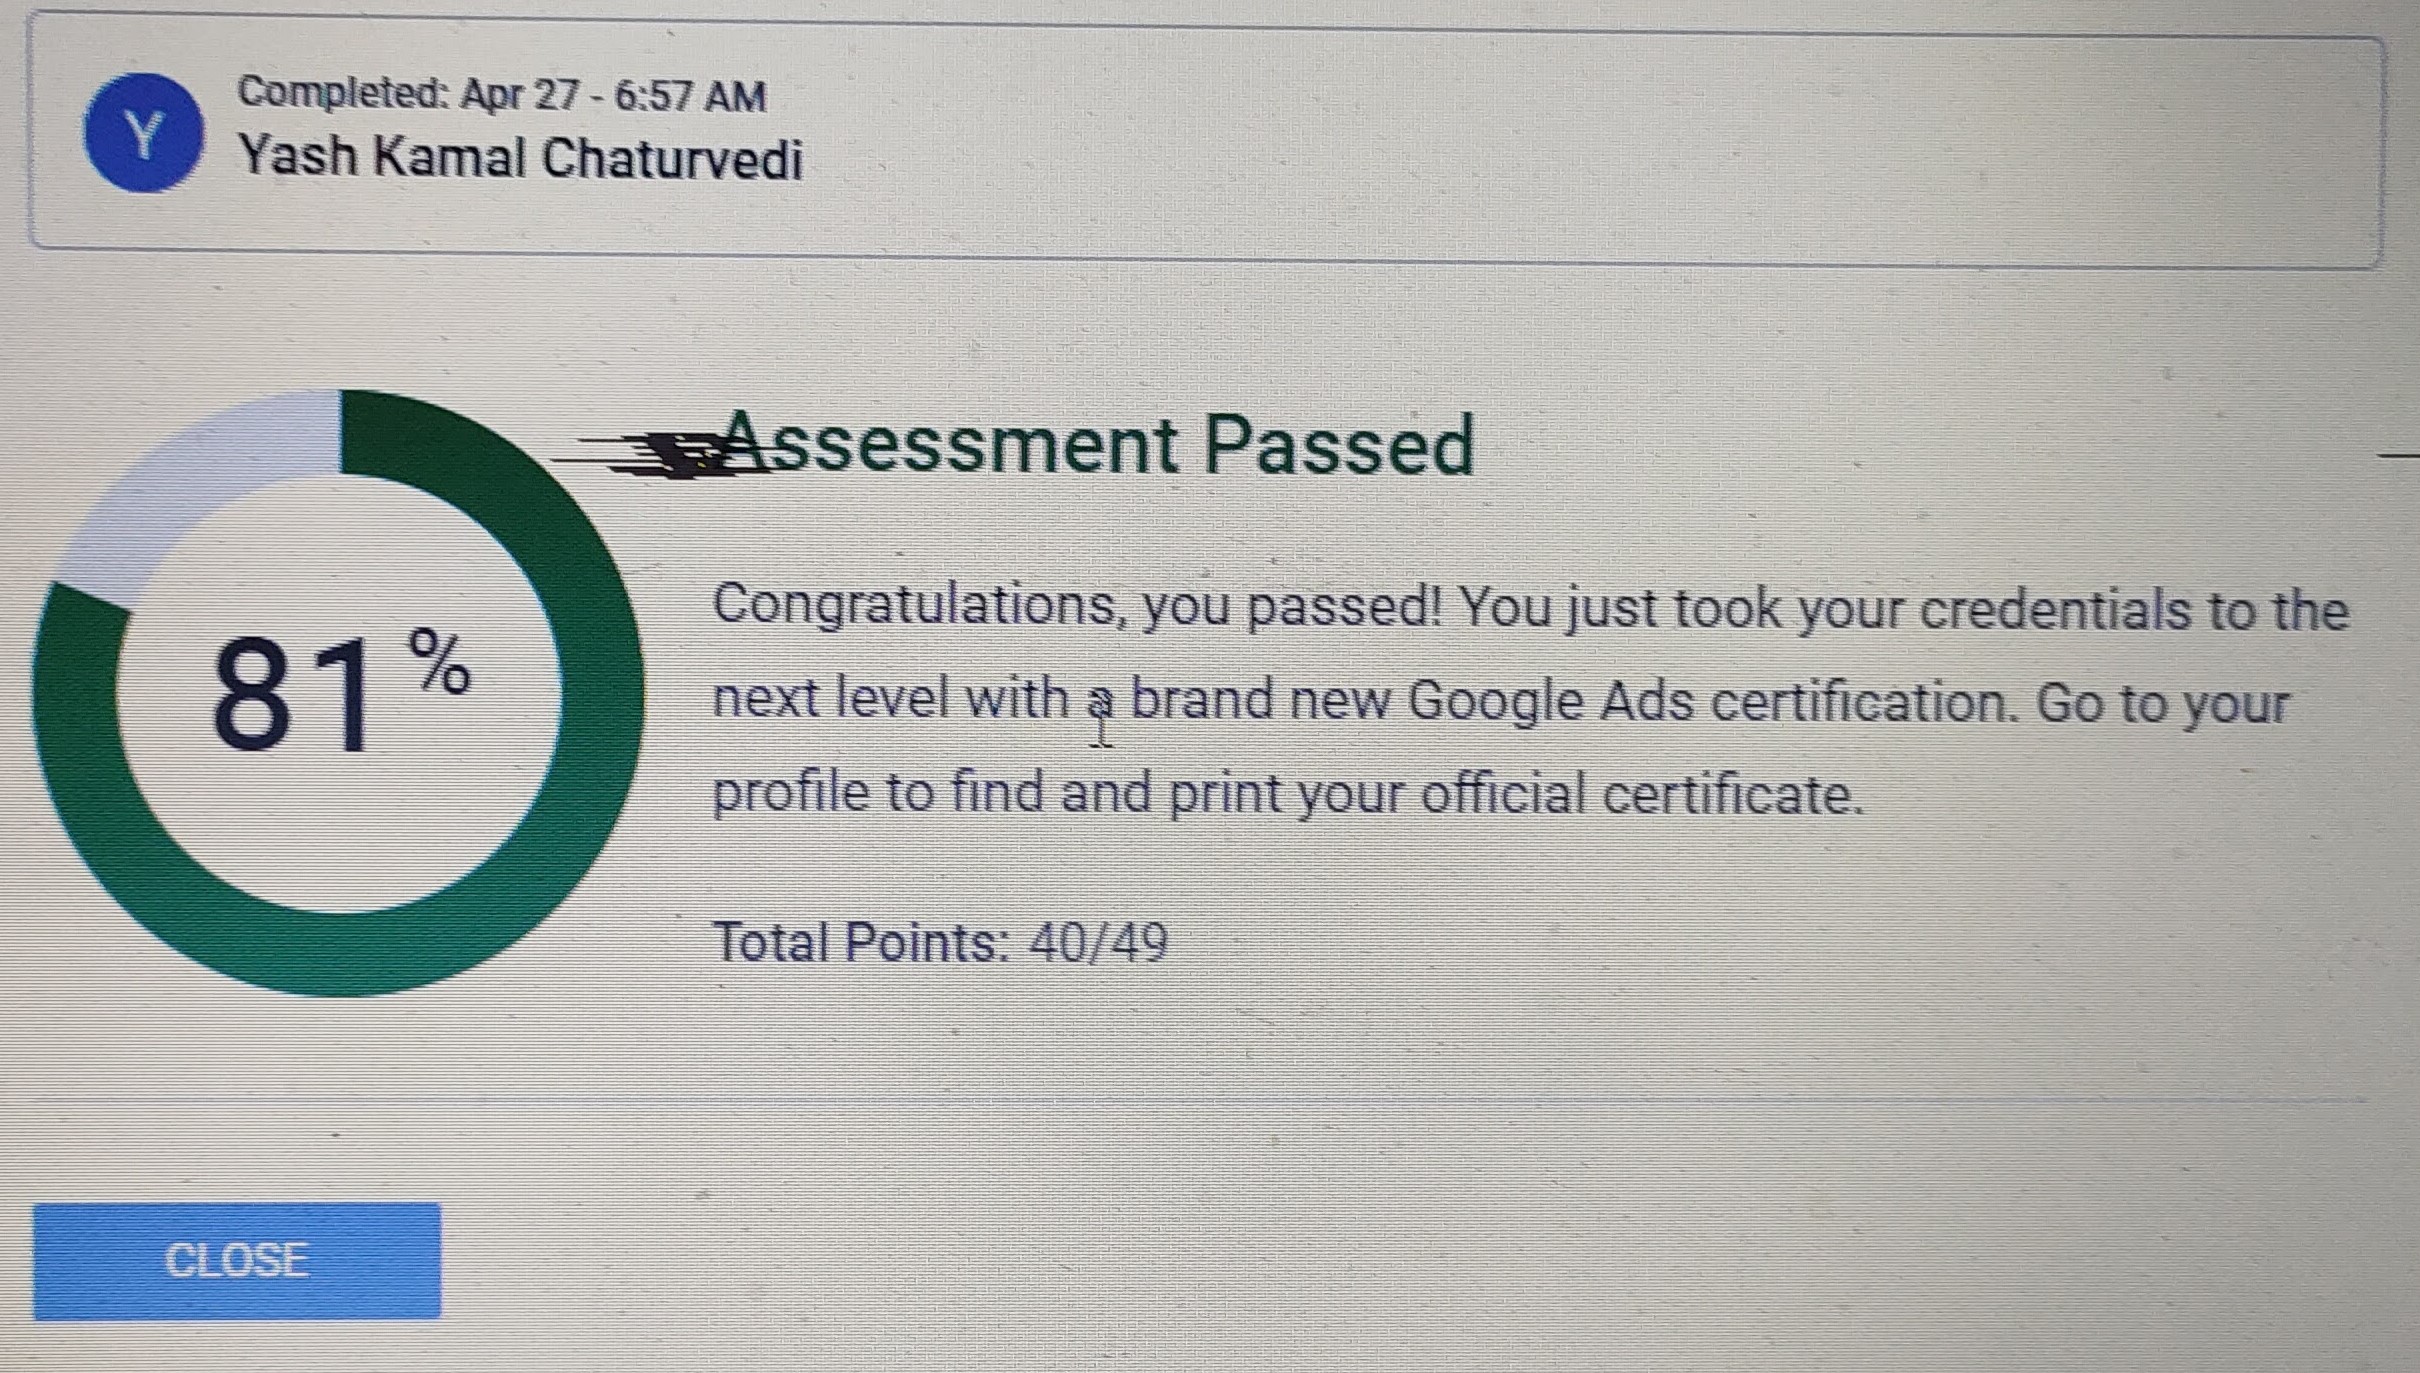 Y
Completed: Apr 27 - 6:57 AM
Yash Kamal Chaturvedi
Assessment Passed
81%
Congratulations, you passed! You just took your credentials to the
next level with a brand new Google Ads certification. Go to your
profile to find and print your official certificate.
Total Points: 40/49
CLOSE